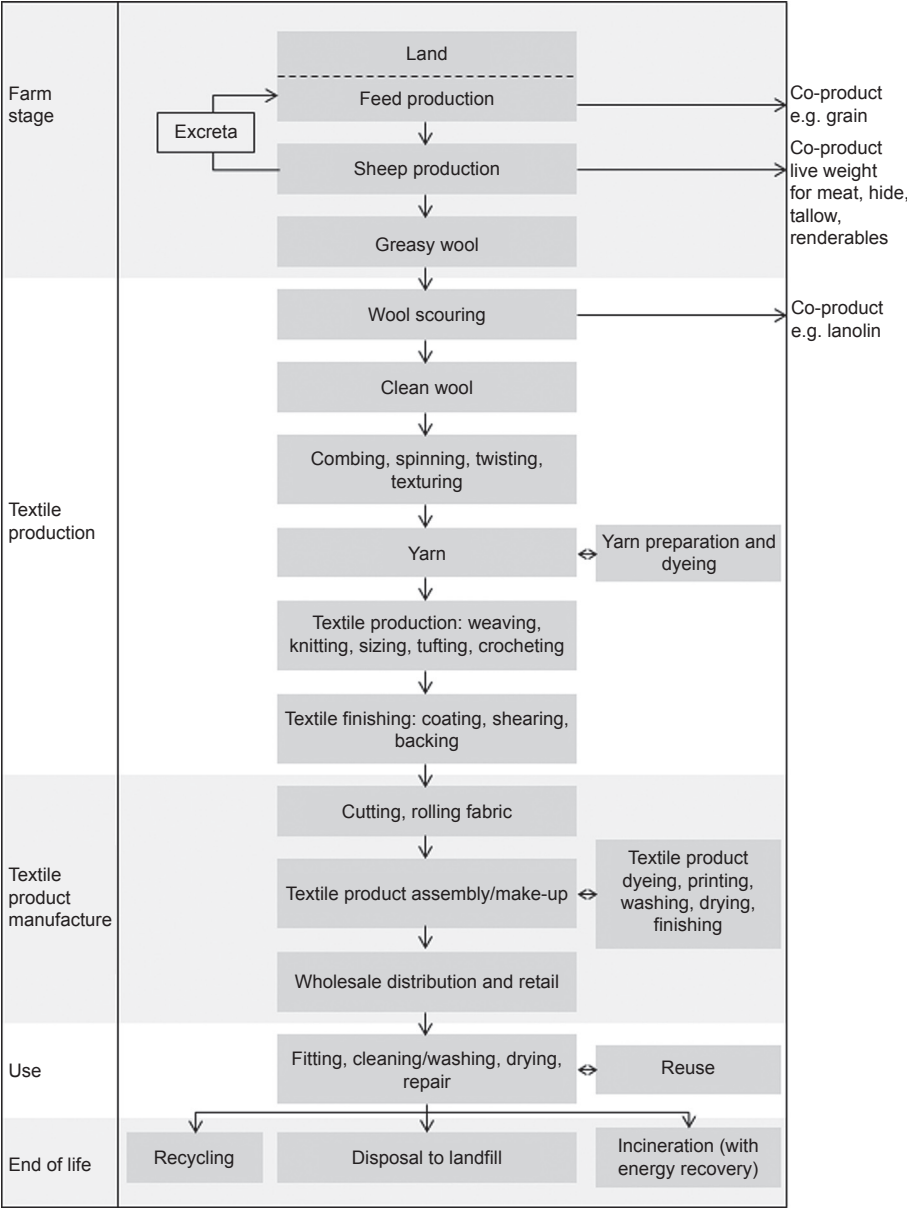 Farm
stage
Land
Feed production
Excreta
Sheep production
Greasy wool
Co-product
e.g. grain
Co-product
live weight
for meat, hide,
tallow,
renderables
Textile
production
Wool scouring
Co-product
e.g. lanolin
Clean wool
Combing, spinning, twisting,
texturing
Yarn
Yarn preparation and
dyeing
Textile production: weaving,
knitting, sizing, tufting, crocheting
Textile finishing: coating, shearing,
backing
Textile
product
manufacture
Cutting, rolling fabric
Textile product assembly/make-up
Textile product
dyeing, printing,
washing, drying,
finishing
Wholesale distribution and retail
Use
Fitting, cleaning/washing, drying,
repair
Reuse
End of life
Recycling
Disposal to landfill
Incineration (with
energy recovery)